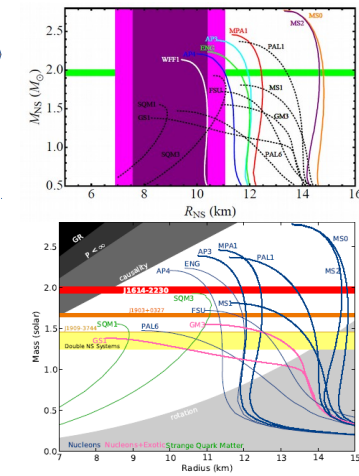 )
2.5
2.0
1.5
1.0
0.5
M_NS (M_⊙)
MS2
MS0
MPA1
AP3
PAL1
ENG
WFF1
MS1
FSU
SQM1
GM3
GS1
PAL6
SQM3
6 8 10 12 14 16
R_NS (km)
GR
P < ∞
causality
MS0
MPA1
AP3
PAL1
ENG
AP4
MS2
J1614-2230
SQM3
MS1
J1903+0327
FSU
J1909-3744
SQM1
PAL6
GM3
GS1
Double NS Systems
rotation
Nucleons Nucleons+Exotic Strange Quark Matter
2.5
2.0
1.5
1.0
0.5
0.0
Mass (solar)
7 8 9 10 11 12 13 14 15
Radius (km)